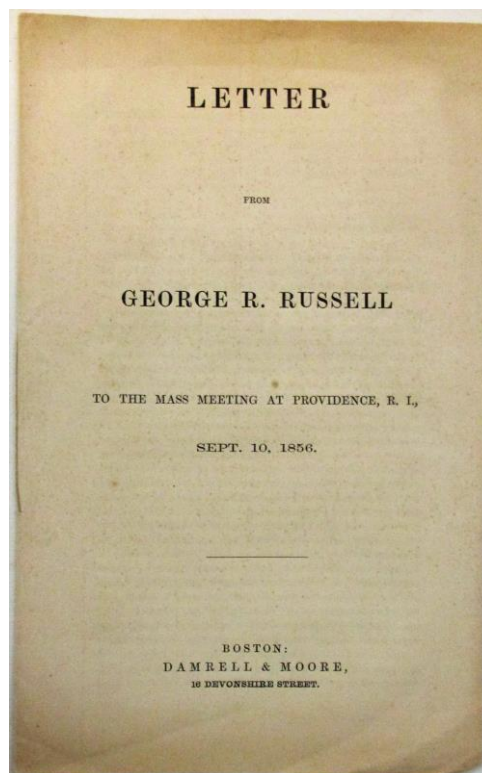 LETTER
FROM
GEORGE R. RUSSELL
TO THE MASS MEETING AT PROVIDENCE, R. I.,
SEPT. 10, 1856.
BOSTON:
DAMRELL & MOORE,
16 DEVONSHIRE STREET.